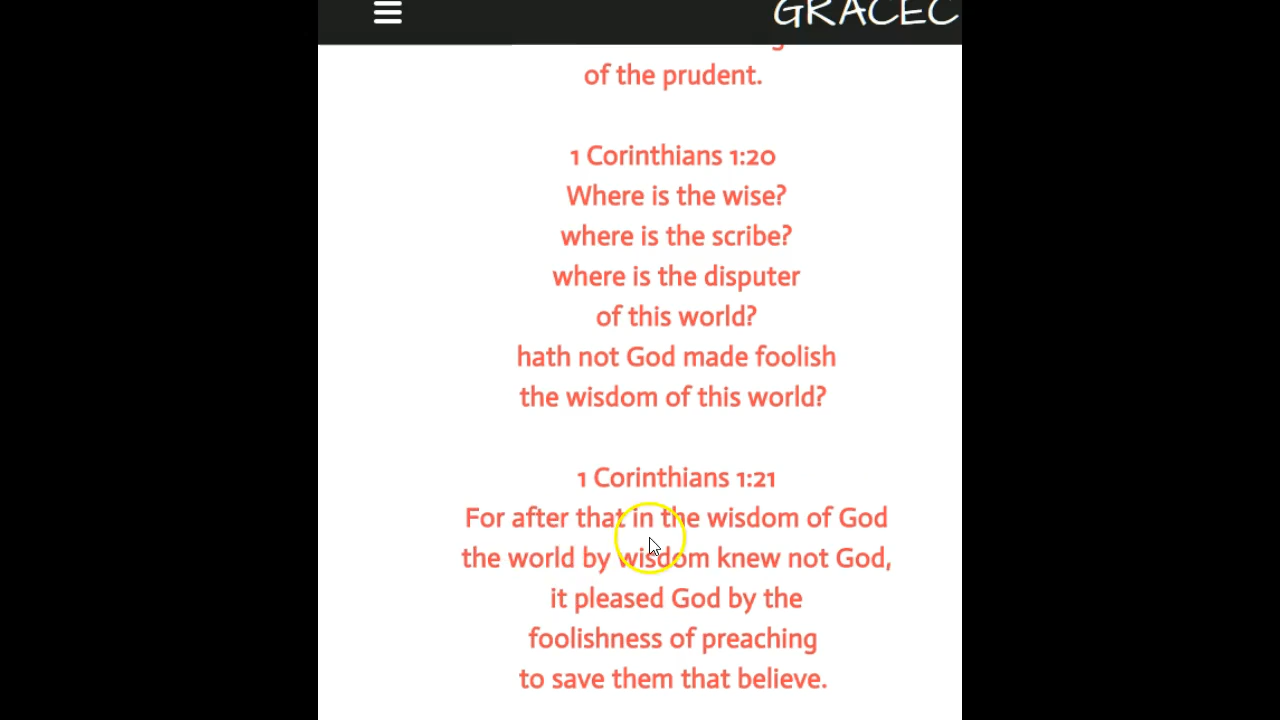 GRACEC
of the prudent.
1 Corinthians 1:20
Where is the wise?
where is the scribe?
where is the disputer
of this world?
hath not God made foolish
the wisdom of this world?
1 Corinthians 1:21
For after that in the wisdom of God
the world by wisdom knew not God,
it pleased God by the
foolishness of preaching
to save them that believe.